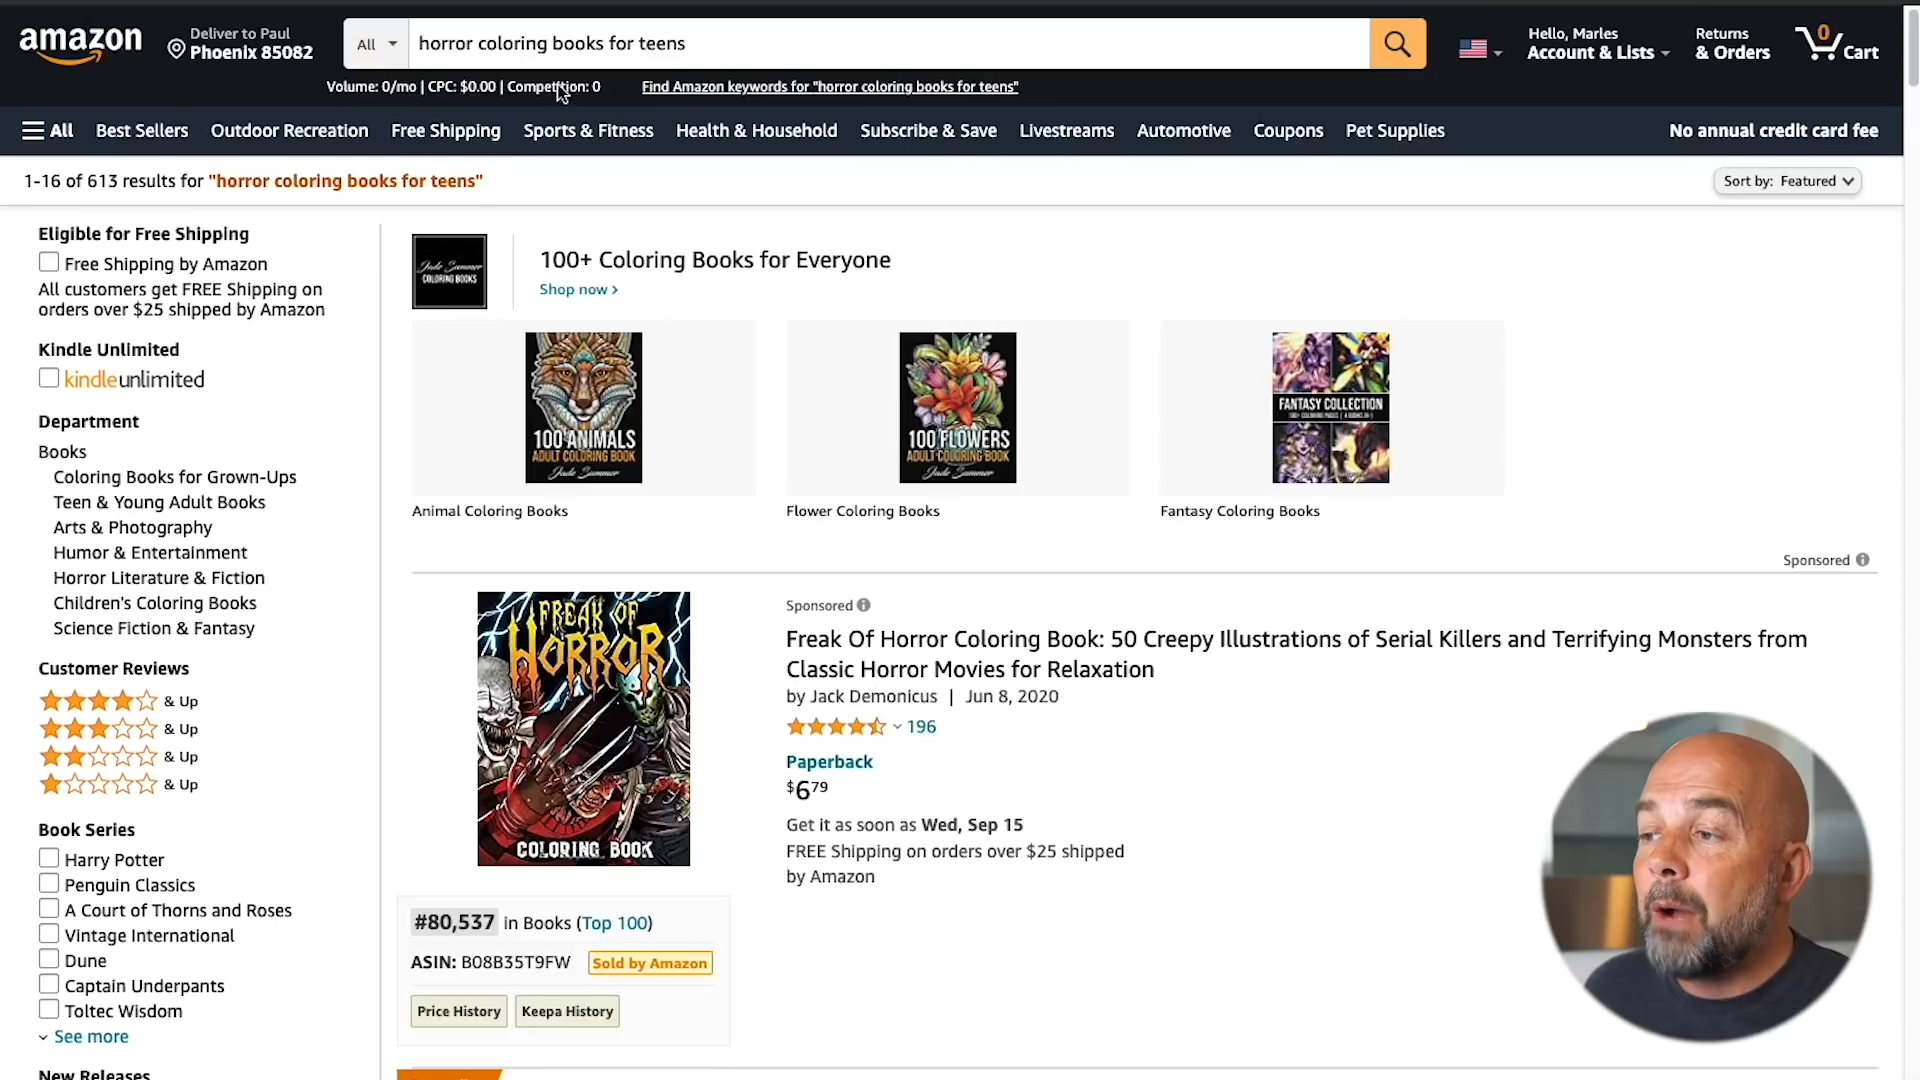 amazon
Deliver to Paul
Phoenix 85082
All
horror coloring books for teens
Hello, Marles
Account & Lists
Returns
& Orders
0
Cart
Volume: 0/mo | CPC: $0.00 | Competition: 0
Find Amazon keywords for "horror coloring books for teens"
All Best Sellers Outdoor Recreation Free Shipping Sports & Fitness Health & Household Subscribe & Save Livestreams Automotive Coupons Pet Supplies No annual credit card fee
1-16 of 613 results for "horror coloring books for teens"
Sort by: Featured
Eligible for Free Shipping
Free Shipping by Amazon
All customers get FREE Shipping on
orders over $25 shipped by Amazon
Kindle Unlimited
kindleunlimited
Department
Books
Coloring Books for Grown-Ups
Teen & Young Adult Books
Arts & Photography
Humor & Entertainment
Horror Literature & Fiction
Children's Coloring Books
Science Fiction & Fantasy
Customer Reviews
& Up
& Up
& Up
& Up
Book Series
Harry Potter
Penguin Classics
A Court of Thorns and Roses
Vintage International
Dune
Captain Underpants
Toltec Wisdom
See more
New Releases
Jade Summer
COLORING BOOKS
100+ Coloring Books for Everyone
Shop now ›
100 ANIMALS
ADULT COLORING BOOK
Jade Summer
Animal Coloring Books
100 FLOWERS
ADULT COLORING BOOK
Jade Summer
Flower Coloring Books
FANTASY COLLECTION
Fantasy Coloring Books
Sponsored
FREAK OF
HORROR
COLORING BOOK
Sponsored
Freak Of Horror Coloring Book: 50 Creepy Illustrations of Serial Killers and Terrifying Monsters from
Classic Horror Movies for Relaxation
by Jack Demonicus | Jun 8, 2020
196
Paperback
$6 79
Get it as soon as Wed, Sep 15
FREE Shipping on orders over $25 shipped
by Amazon
#80,537 in Books (Top 100)
ASIN: B08B35T9FW Sold by Amazon
Price History Keepa History